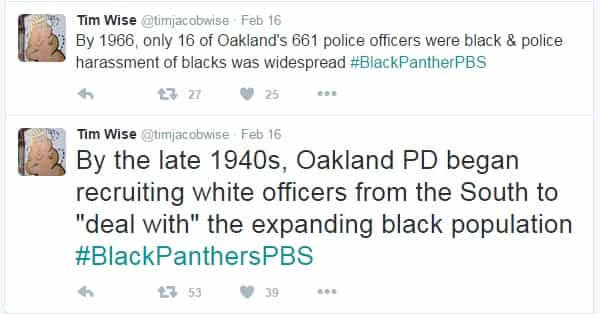 Tim Wise @timjacobwise · Feb 16
By 1966, only 16 of Oakland's 661 police officers were black & police
harassment of blacks was widespread #BlackPantherPBS
27 25
Tim Wise @timjacobwise · Feb 16
By the late 1940s, Oakland PD began
recruiting white officers from the South to
"deal with" the expanding black population
#BlackPanthersPBS
53 39